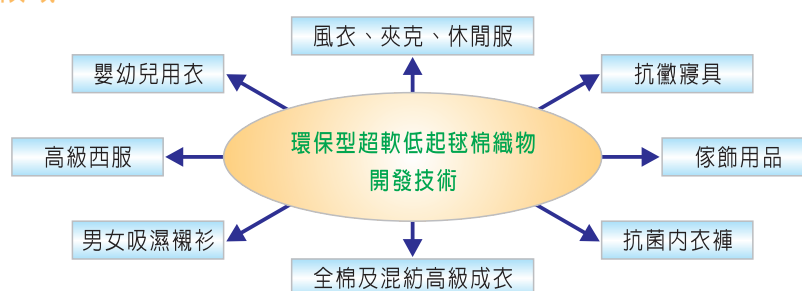 風衣、夾克、休閒服
嬰幼兒用衣
抗黴寢具
環保型超軟低起毬棉織物
開發技術
高級西服
傢飾用品
男女吸濕襯衫
抗菌內衣褲
全棉及混紡高級成衣